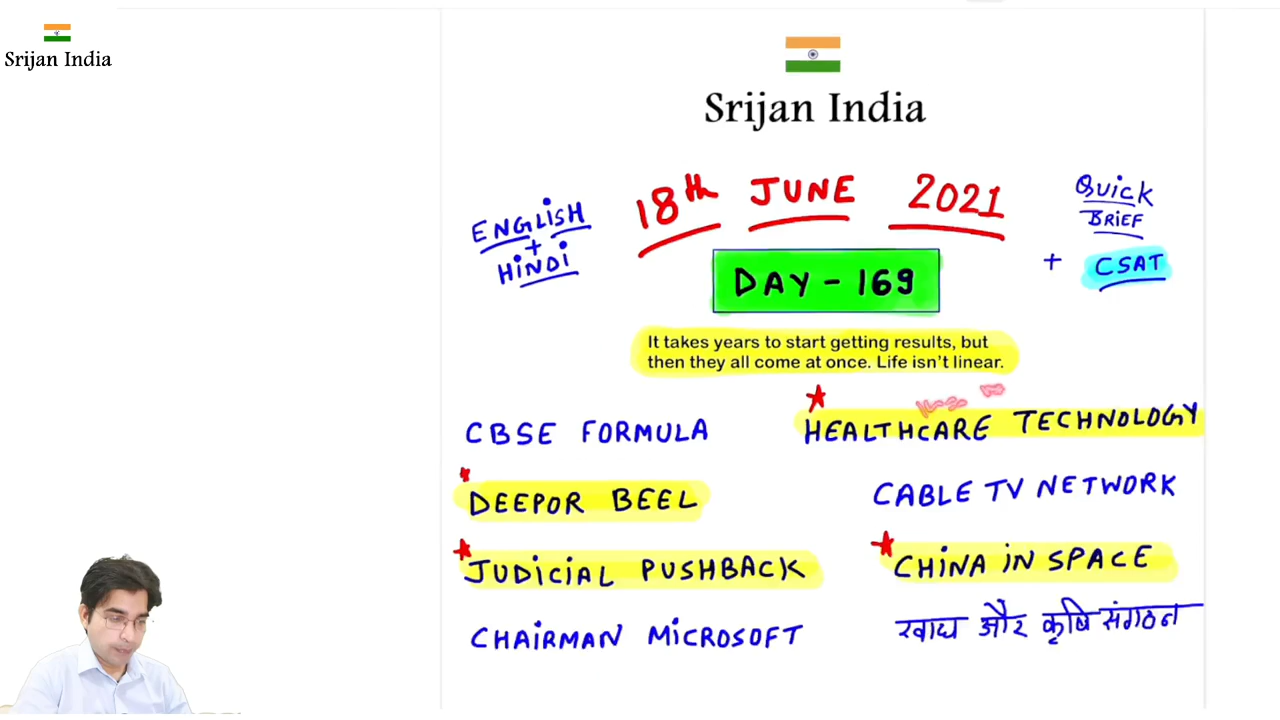 Srijan India
Srijan India
18th JUNE 2021
ENGLISH
+
HINDI
Quick
BRIEF
+ CSAT
DAY - 169
It takes years to start getting results, but
then they all come at once. Life isn't linear.
CBSE FORMULA
HEALTHCARE TECHNOLOGY
DEEPOR BEEL
CABLE TV NETWORK
JUDICIAL PUSHBACK
CHINA IN SPACE
CHAIRMAN MICROSOFT
खाद्य और कृषि संगठन